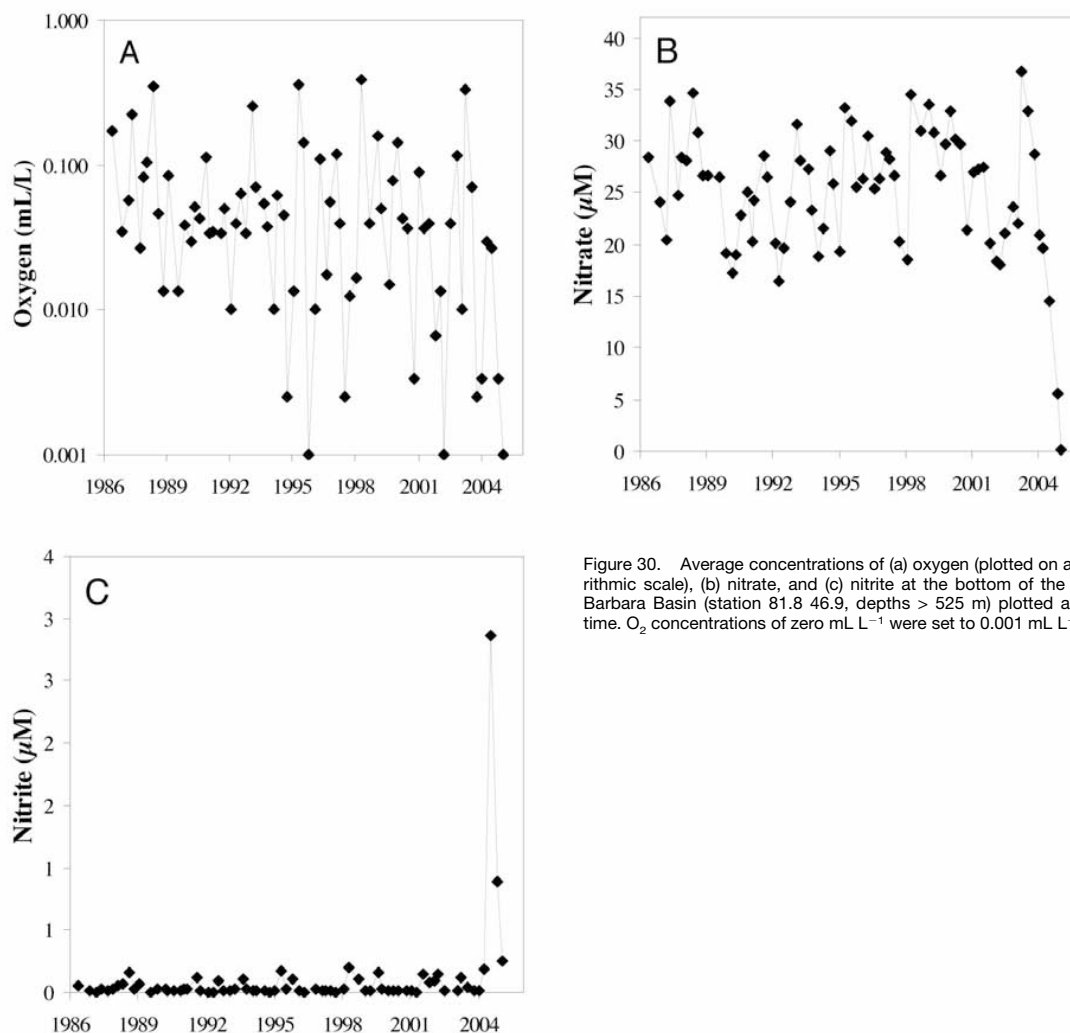 1.000
A
0.100
0.010
0.001
Oxygen (mL/L)
1986 1989 1992 1995 1998 2001 2004
B
40
35
30
25
20
15
10
5
0
Nitrate (μM)
1986 1989 1992 1995 1998 2001 2004
C
4
3
3
2
2
1
1
0
Nitrite (μM)
1986 1989 1992 1995 1998 2001 2004
Figure 30. Average concentrations of (a) oxygen (plotted on a
rithmic scale), (b) nitrate, and (c) nitrite at the bottom of the
Barbara Basin (station 81.8 46.9, depths > 525 m) plotted a
time. O₂ concentrations of zero mL L⁻¹ were set to 0.001 mL L⁻